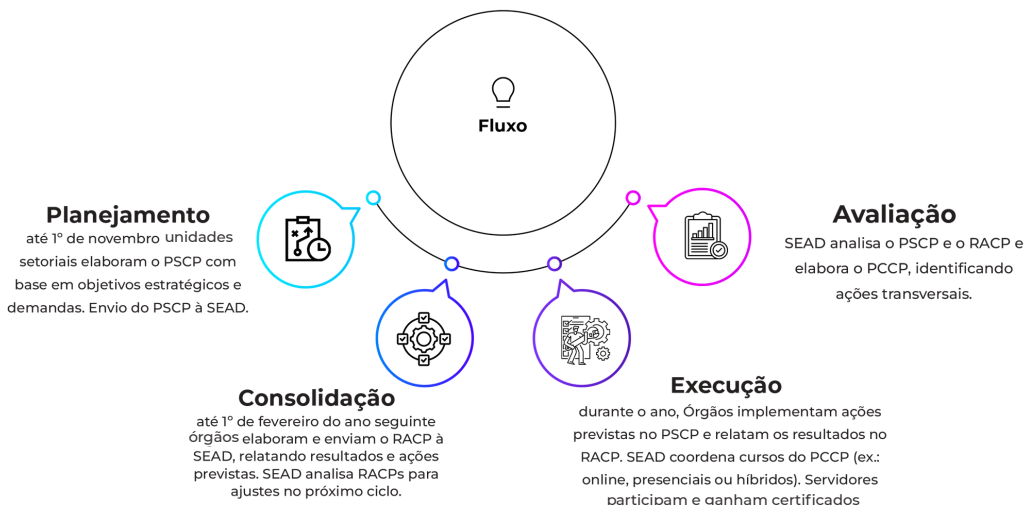 Fluxo
Planejamento
até 1º de novembro unidades
setoriais elaboram o PSCP com
base em objetivos estratégicos e
demandas. Envio do PSCP à SEAD.
Consolidação
até 1º de fevereiro do ano seguinte
órgãos elaboram e enviam o RACP à
SEAD, relatando resultados e ações
previstas. SEAD analisa RACPs para
ajustes no próximo ciclo.
Execução
durante o ano, Órgãos implementam ações
previstas no PSCP e relatam os resultados no
RACP. SEAD coordena cursos do PCCP (ex.:
online, presenciais ou híbridos). Servidores
participam e ganham certificados
Avaliação
SEAD analisa o PSCP e o RACP e
elabora o PCCP, identificando
ações transversais.